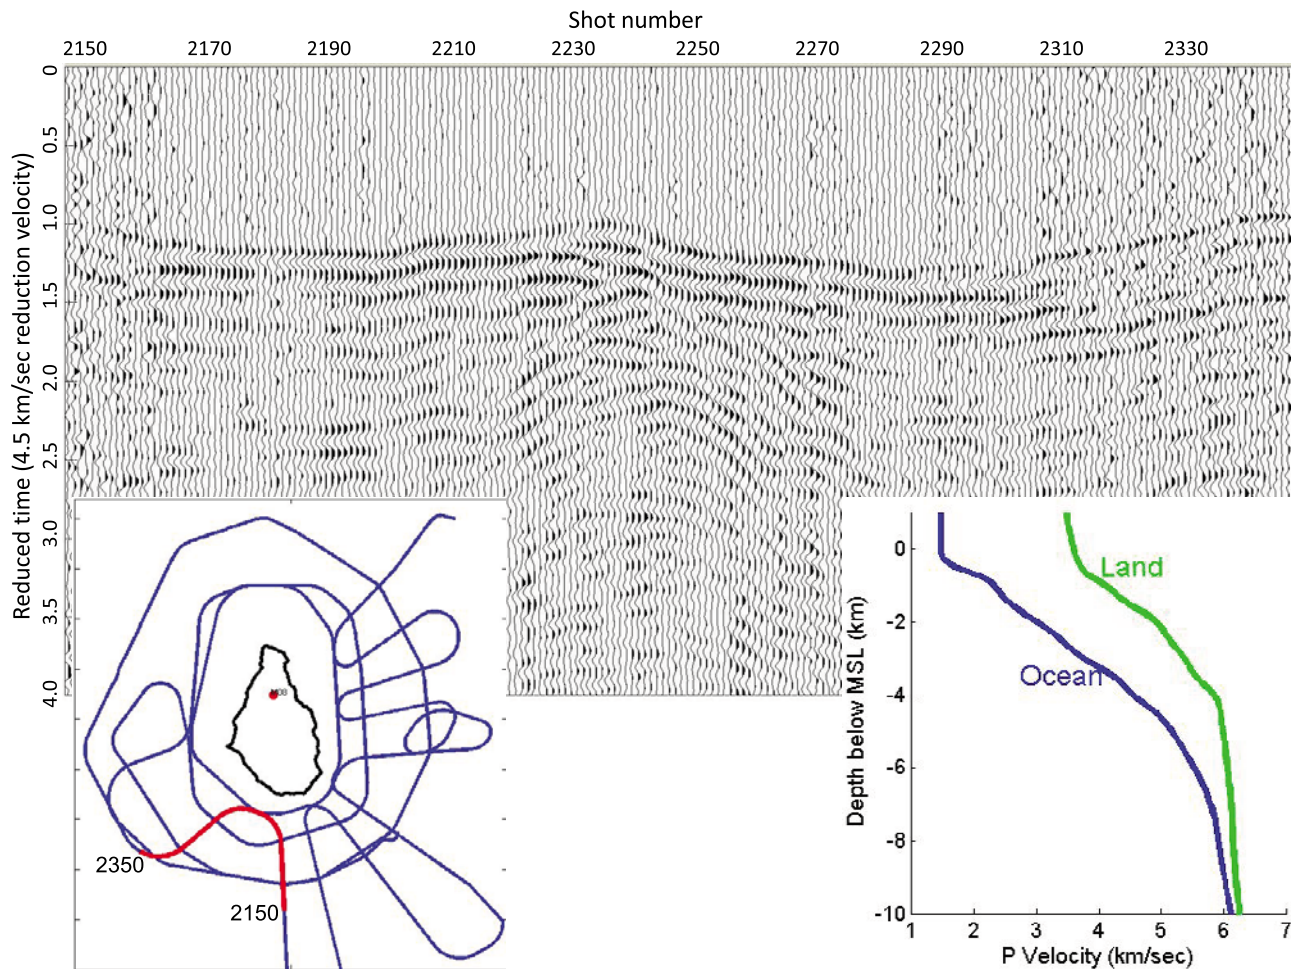 Shot number
2150 2170 2190 2210 2230 2250 2270 2290 2310 2330
Reduced time (4.5 km/sec reduction velocity)
0
0.5
1.0
1.5
2.0
2.5
3.0
3.5
4.0
2350
2150
Depth below MSL (km)
0
-2
-4
-6
-8
-10
Land
Ocean
1 2 3 4 5 6 7
P Velocity (km/sec)